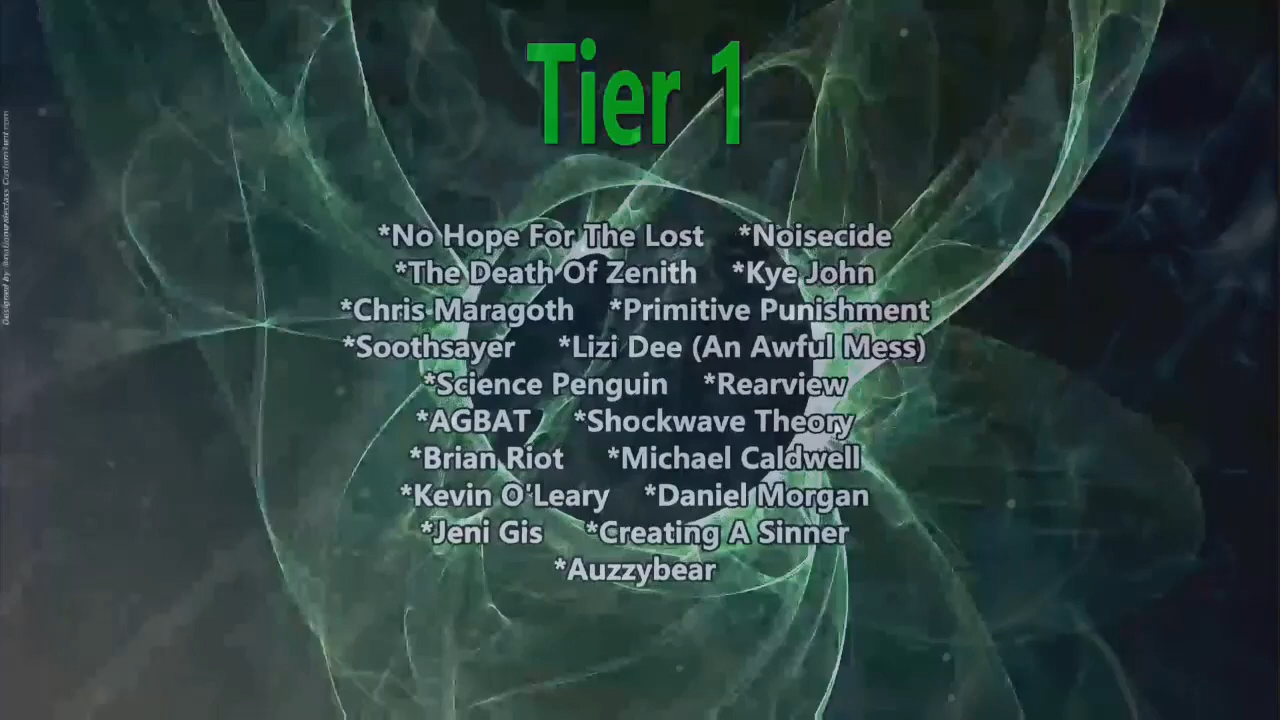 Tier 1
*No Hope For The Lost *Noisecide
*The Death Of Zenith *Kye John
*Chris Maragoth *Primitive Punishment
*Soothsayer *Lizi Dee (An Awful Mess)
*Science Penguin *Rearview
*AGBAT *Shockwave Theory
*Brian Riot *Michael Caldwell
*Kevin O'Leary *Daniel Morgan
*Jeni Gis *Creating A Sinner
*Auzzybear
Designed by